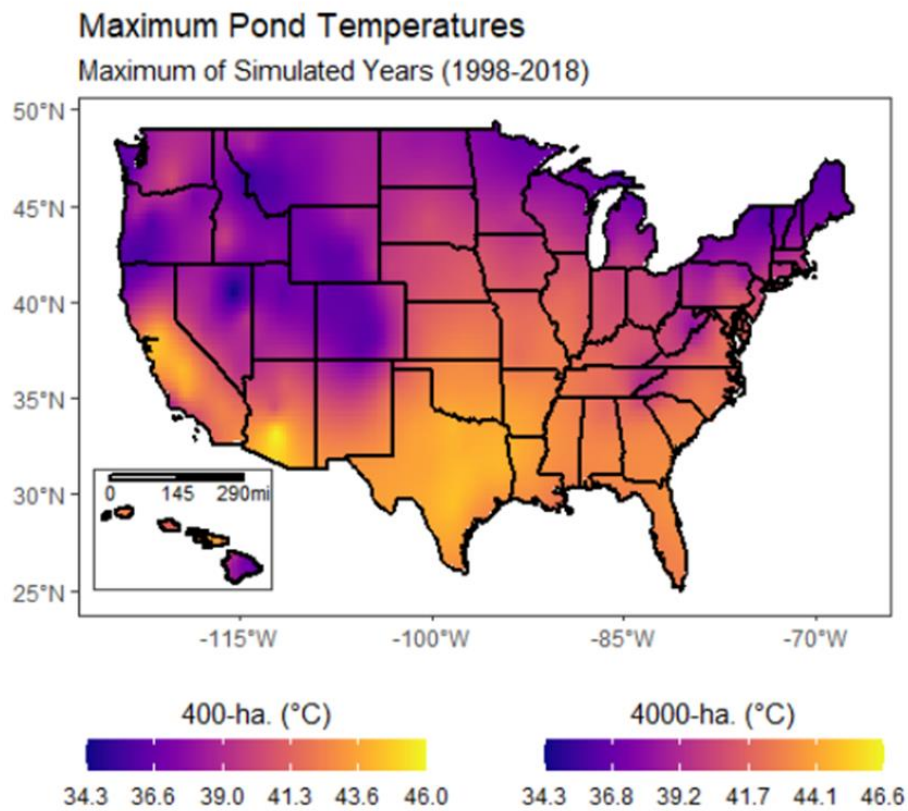 Maximum Pond Temperatures
Maximum of Simulated Years (1998-2018)
50°N
45°N
40°N
35°N
30°N
25°N
0 145 290mi
-115°W -100°W -85°W -70°W
400-ha. (°C) 4000-ha. (°C)
34.3 36.6 39.0 41.3 43.6 46.0 34.3 36.8 39.2 41.7 44.1 46.6